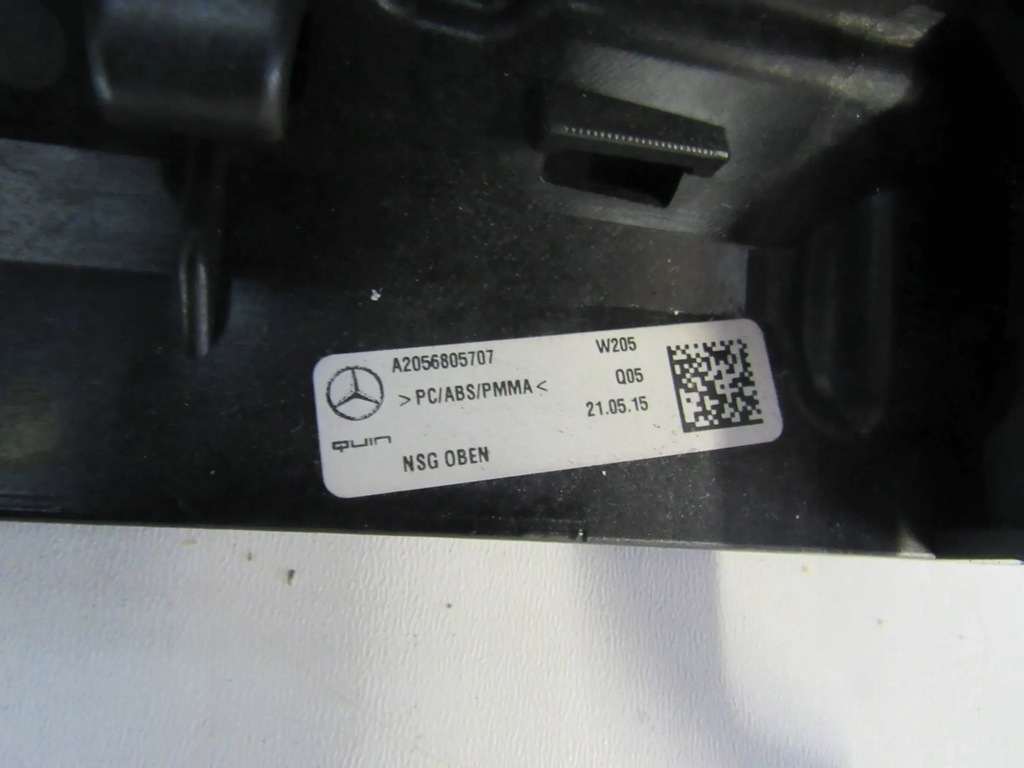 A2056805707
W205
>PC/ABS/PMMA<
Q05
21.05.15
QUIN
NSG OBEN